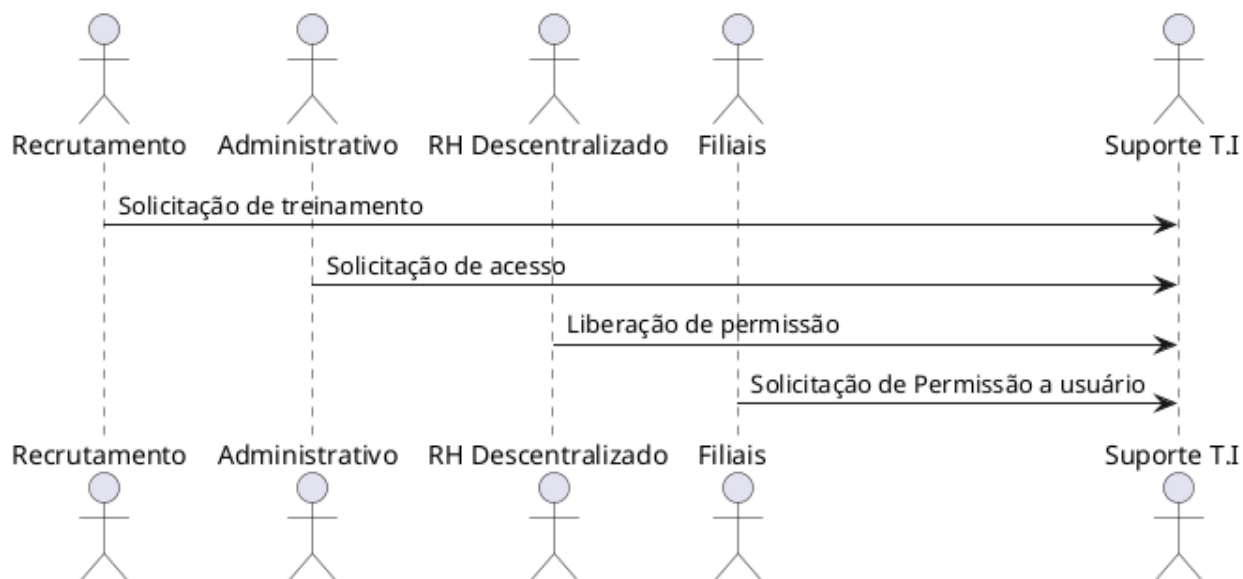 Recrutamento Administrativo RH Descentralizado Filiais Suporte T.I
Solicitação de treinamento
Solicitação de acesso
Liberação de permissão
Solicitação de Permissão a usuário
Recrutamento Administrativo RH Descentralizado Filiais Suporte T.I